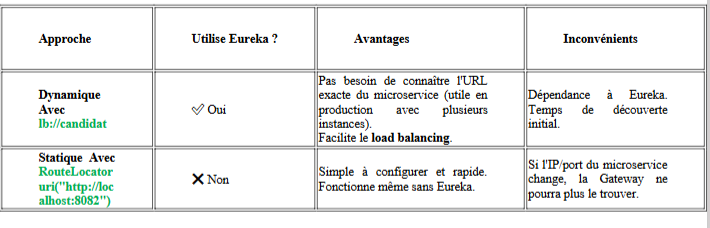 Approche
Utilise Eureka ?
Avantages
Inconvénients
Dynamique
Avec
lb://candidat
Oui
Pas besoin de connaître l'URL
exacte du microservice (utile en
production avec plusieurs
instances).
Facilite le load balancing.
Dépendance à Eureka.
Temps de découverte
initial.
Statique Avec
RouteLocator
uri("http://loc
alhost:8082")
Non
Simple à configurer et rapide.
Fonctionne même sans Eureka.
Si l'IP/port du microservice
change, la Gateway ne
pourra plus le trouver.